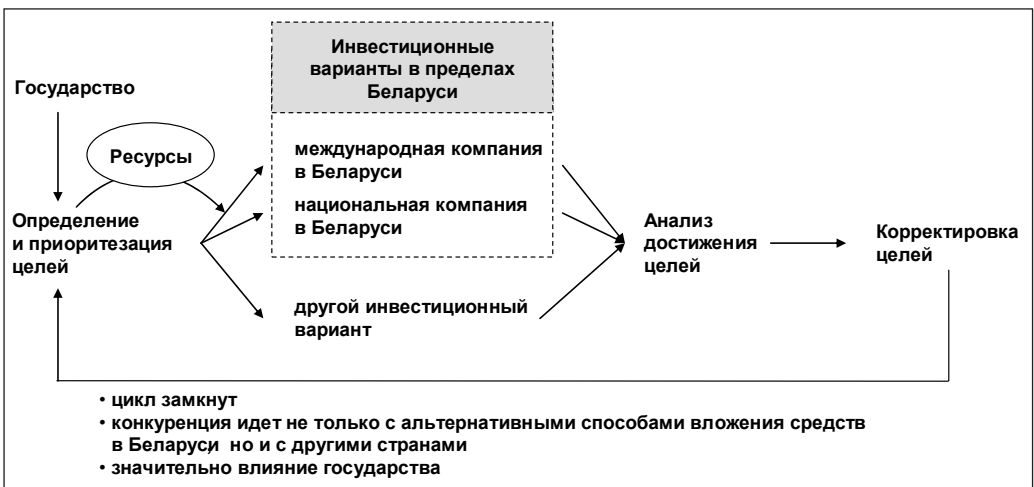 Инвестиционные
варианты в пределах
Беларуси
Государство
Ресурсы
международная компания
в Беларуси
национальная компания
в Беларуси
Определение
и приоритезация
целей
Анализ
достижения
целей
Корректировка
целей
другой инвестиционный
вариант
• цикл замкнут
• конкуренция идет не только с альтернативными способами вложения средств
в Беларуси, но и с другими странами
• значительно влияние государства